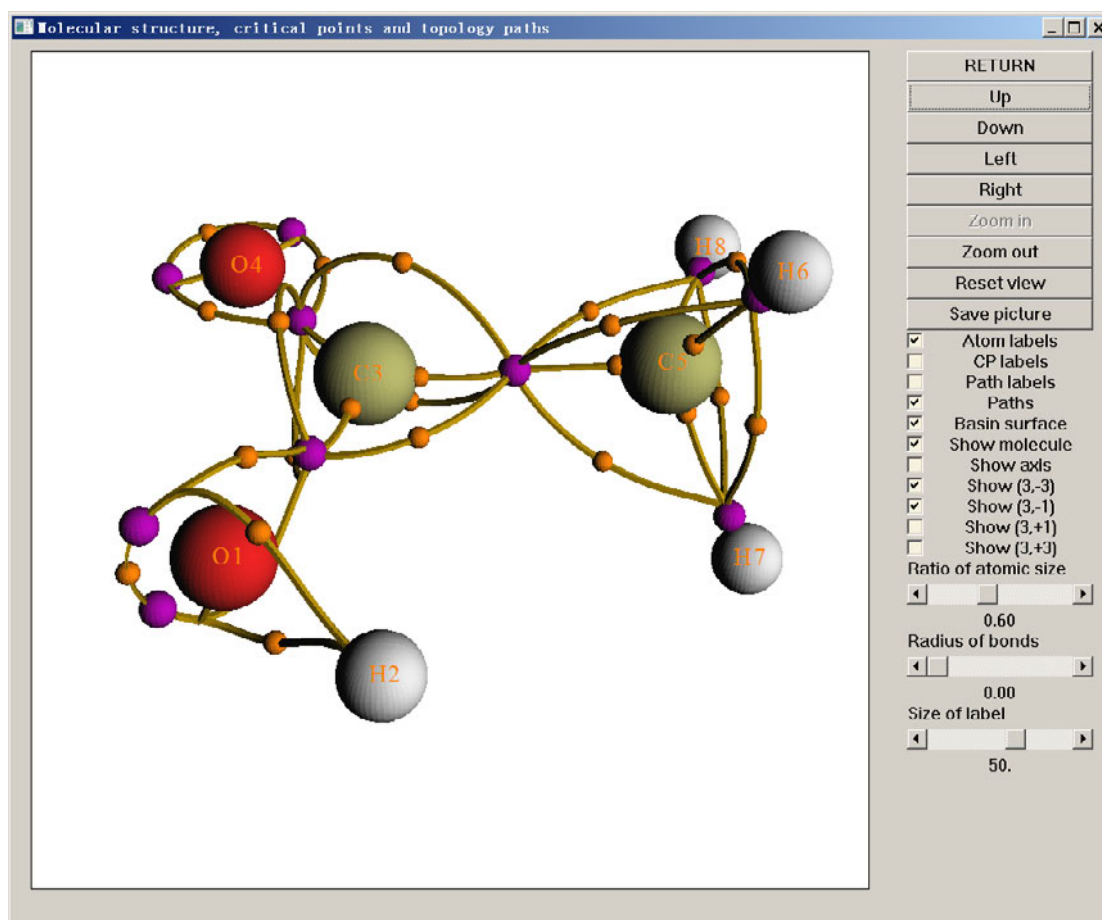 Molecular structure, critical points and topology paths
RETURN
Up
Down
Left
Right
Zoom in
Zoom out
Reset view
Save picture
Atom labels
CP labels
Path labels
Paths
Basin surface
Show molecule
Show axis
Show (3,-3)
Show (3,-1)
Show (3,+1)
Show (3,+3)
Ratio of atomic size
0.60
Radius of bonds
0.00
Size of label
50.
O4
H8
H6
C3
C5
O1
H7
H2